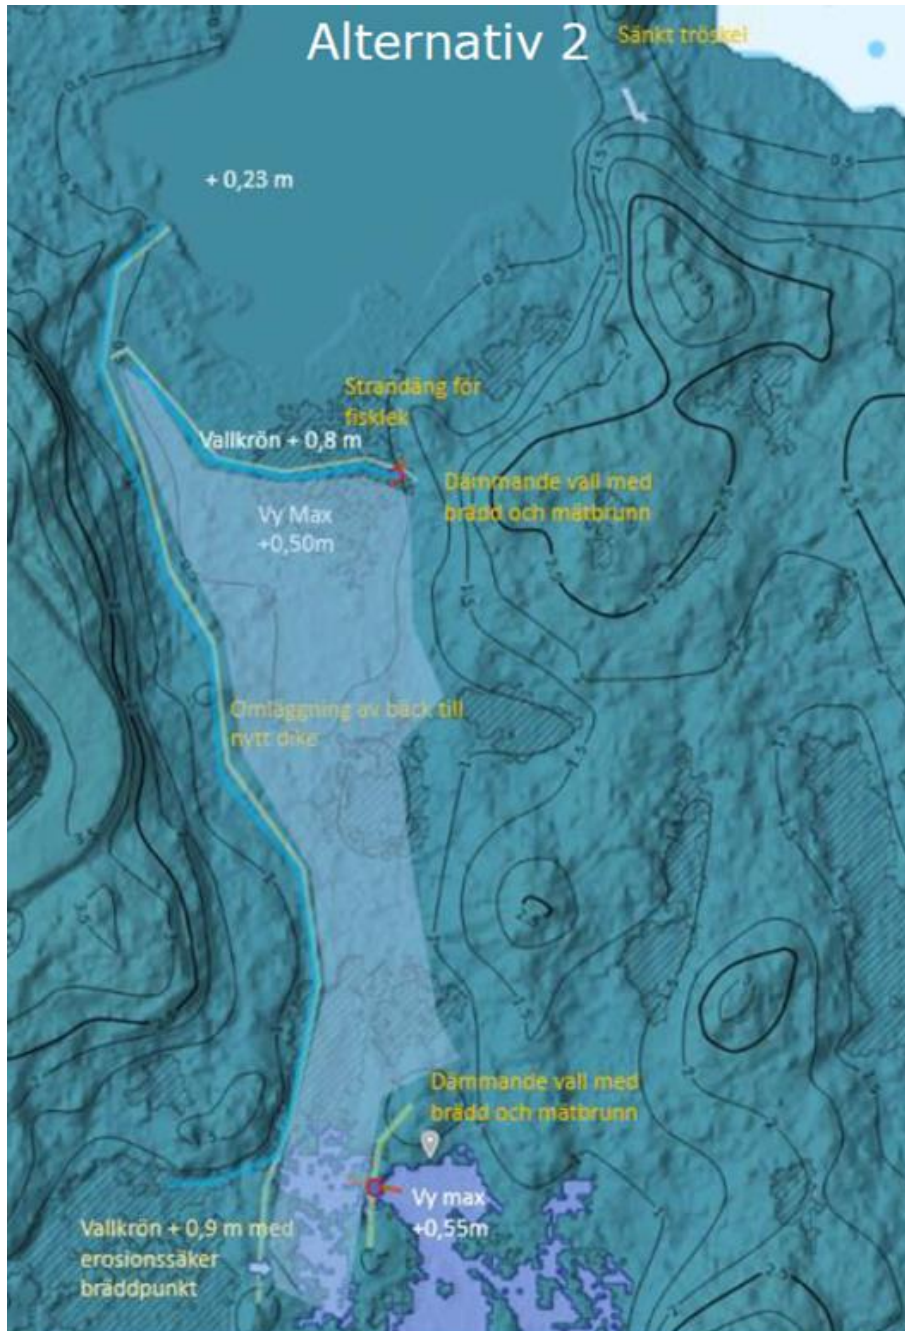 Alternativ 2
Sänkt tröskel
+ 0,23 m
Strandäng för
fisklek
Vallkrön + 0,8 m
Dämmande vall med
brädd och mätbrunn
Vy Max
+0,50m
Omläggning av bäck till
nytt dike
Dämmande vall med
brädd och mätbrunn
Vy max
+0,55m
Vallkrön + 0,9 m med
erosionssäker
bräddpunkt